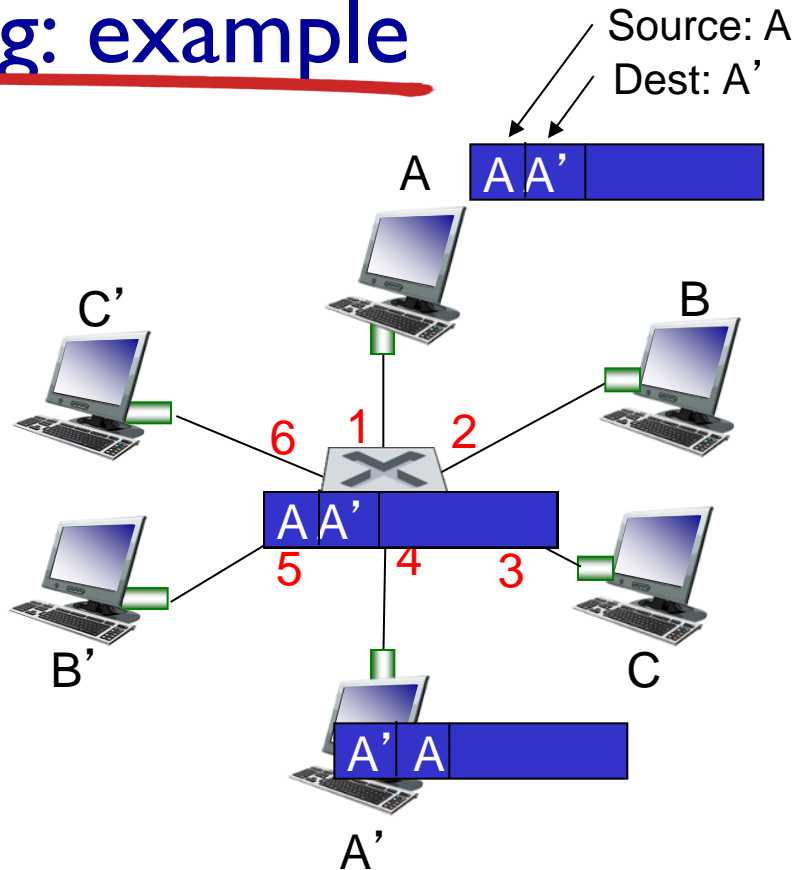 g: example
Source: A
Dest: A’
A
A A’
C’
B
6
1
2
A A’
5
4
3
B’
C
A’ A
A’